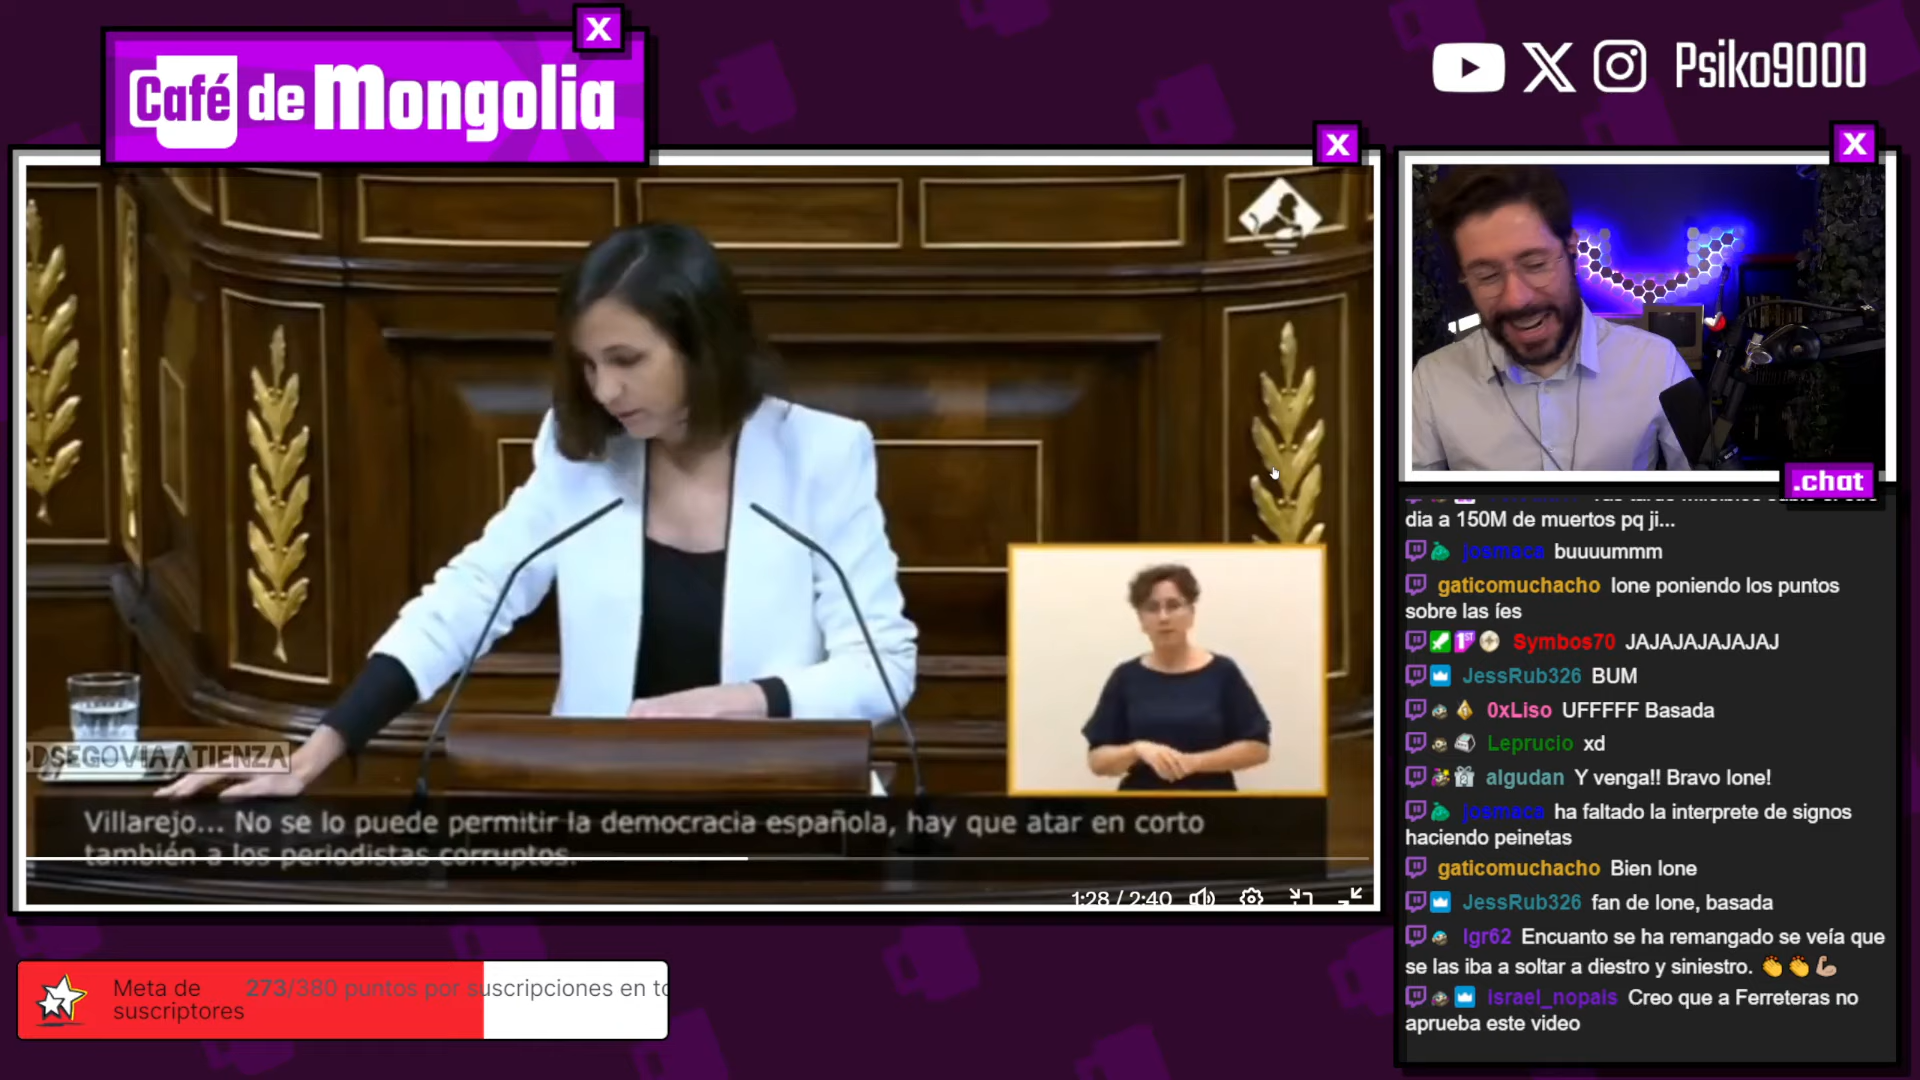 X
Café de Mongolia
Psiko9000
X
X
DSEGOVIAATIENZA
Villarejo... No se lo puede permitir la democracia española, hay que atar en corto
también a los periodistas corruptos.
1:28 / 2:40
Meta de
suscriptores
273/380 puntos por suscripciones en to
.chat
dia a 150M de muertos pq ji...
josmaca buuuummm
gaticomuchacho Ione poniendo los puntos
sobre las íes
1ST Symbos70 JAJAJAJAJAJAJ
JessRub326 BUM
0xLiso UFFFFF Basada
Leprucio xd
algudan Y venga!! Bravo Ione!
josmaca ha faltado la interprete de signos
haciendo peinetas
gaticomuchacho Bien Ione
JessRub326 fan de Ione, basada
Igr62 Encuanto se ha remangado se veía que
se las iba a soltar a diestro y siniestro. 👏👏💪🏼
israel_nopais Creo que a Ferreteras no
aprueba este video